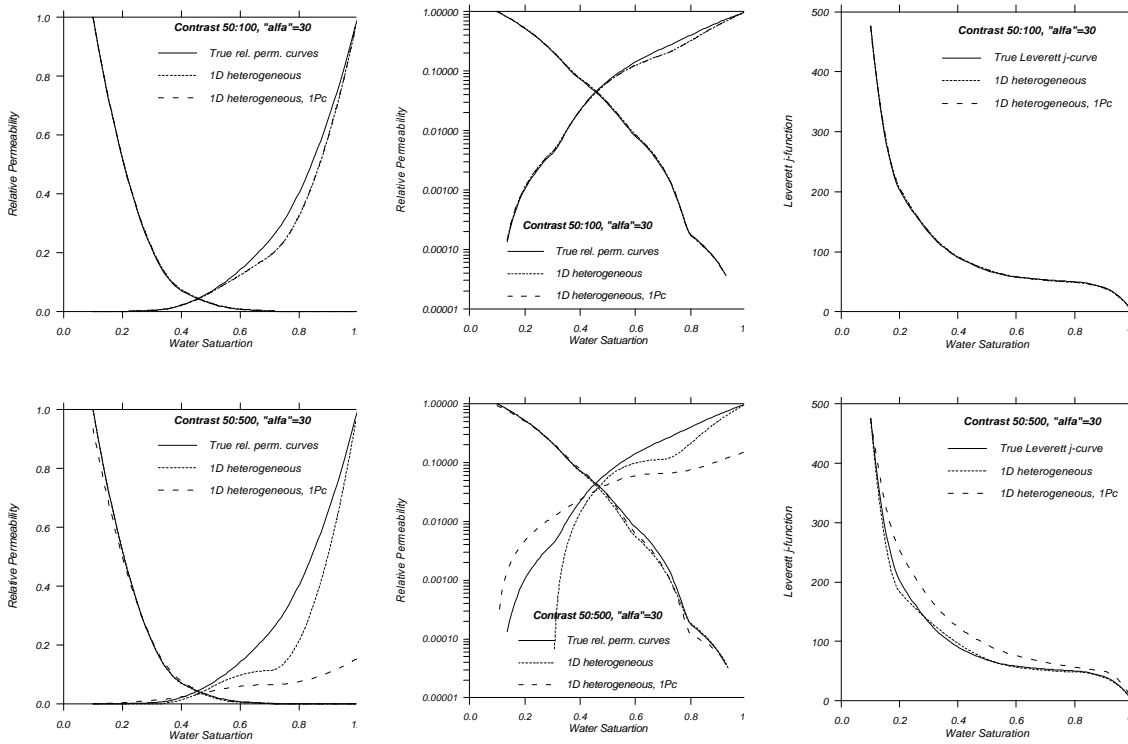 Contrast 50:100, "alfa"=30
True rel. perm. curves
1D heterogeneous
1D heterogeneous, 1Pc
Relative Permeability
1.0
0.8
0.6
0.4
0.2
0.0
0.0 0.2 0.4 0.6 0.8 1.
Water Satuartion
1.00000
0.10000
0.01000
0.00100
0.00010
0.00001
Relative Permeability
Contrast 50:100, "alfa"=30
True rel. perm. curves
1D heterogeneous
1D heterogeneous, 1Pc
0.0 0.2 0.4 0.6 0.8 1.
Water Satuartion
500
400
300
200
100
0
Leverett j-function
Contrast 50:100, "alfa"=30
True Leverett j-curve
1D heterogeneous
1D heterogeneous, 1Pc
0.0 0.2 0.4 0.6 0.8 1.
Water Saturation
Contrast 50:500, "alfa"=30
True rel. perm. curves
1D heterogeneous
1D heterogeneous, 1Pc
Relative Permeability
1.0
0.8
0.6
0.4
0.2
0.0
0.0 0.2 0.4 0.6 0.8 1.
Water Satuartion
1.00000
0.10000
0.01000
0.00100
0.00010
0.00001
Relative Permeability
Contrast 50:500, "alfa"=30
True rel. perm. curves
1D heterogeneous
1D heterogeneous, 1Pc
0.0 0.2 0.4 0.6 0.8 1.
Water Satuartion
500
400
300
200
100
0
Leverett j-function
Contrast 50:500, "alfa"=30
True Leverett j-curve
1D heterogeneous
1D heterogeneous, 1Pc
0.0 0.2 0.4 0.6 0.8 1.
Water Saturation